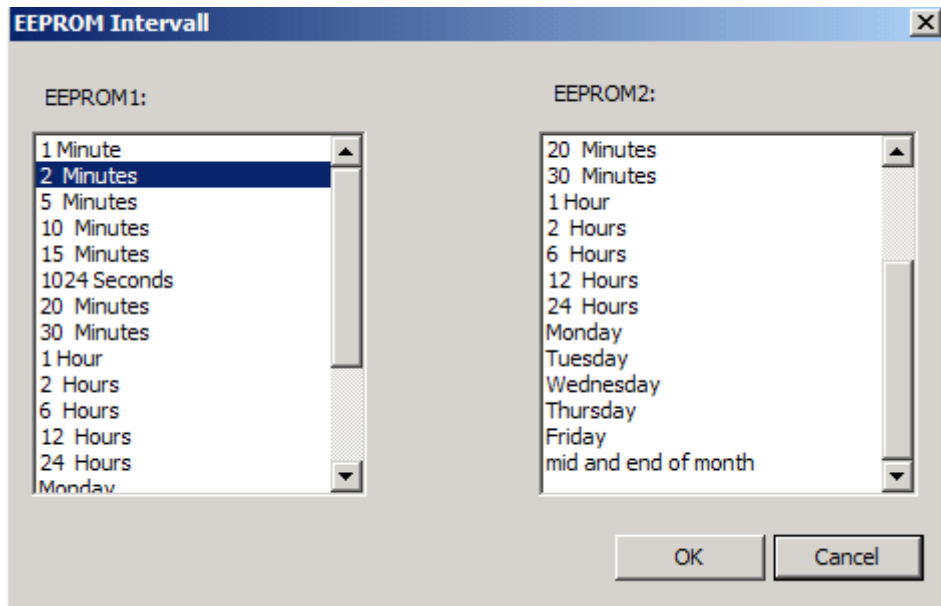 EEPROM Intervall
EEPROM1:
1 Minute
2 Minutes
5 Minutes
10 Minutes
15 Minutes
1024 Seconds
20 Minutes
30 Minutes
1 Hour
2 Hours
6 Hours
12 Hours
24 Hours
Monday
EEPROM2:
20 Minutes
30 Minutes
1 Hour
2 Hours
6 Hours
12 Hours
24 Hours
Monday
Tuesday
Wednesday
Thursday
Friday
mid and end of month
OK
Cancel